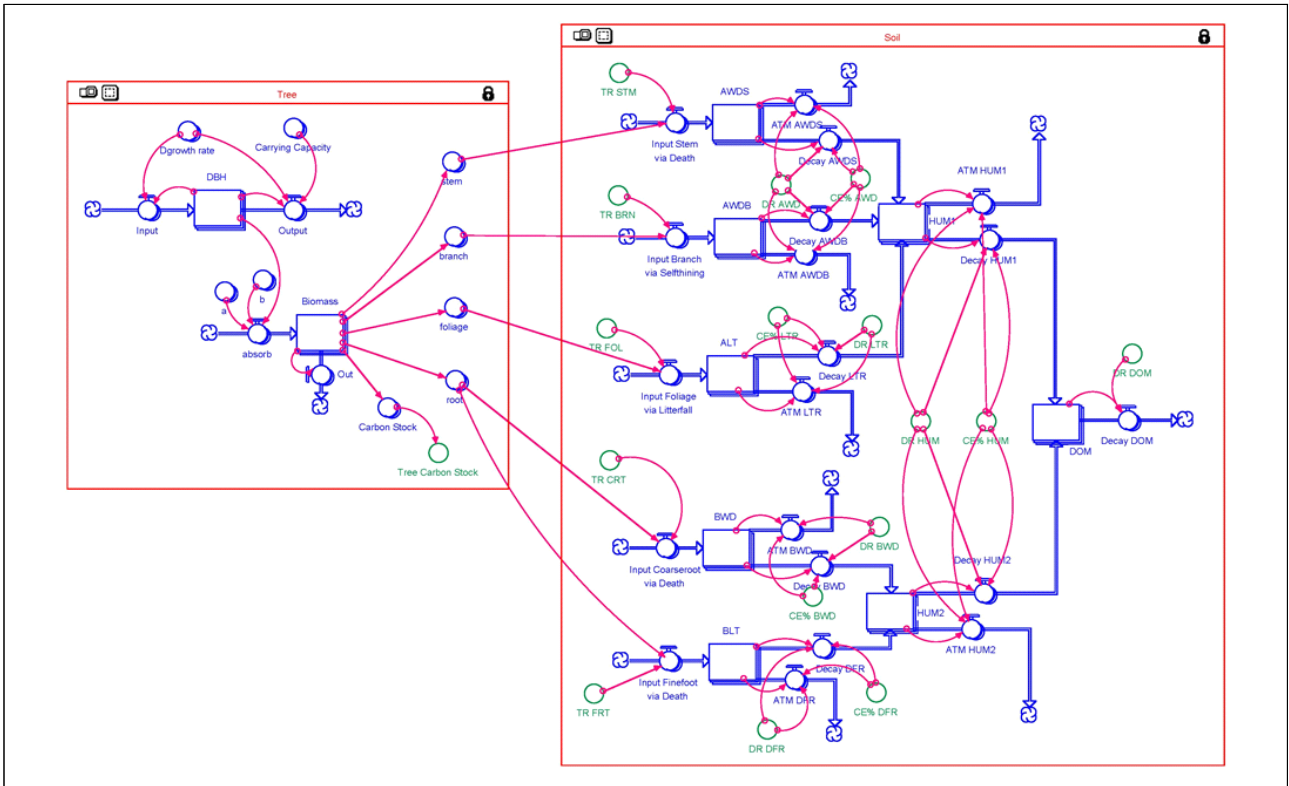 Tree
Dgrowth rate
Carrying Capacity
DBH
Input
Output
a
b
Biomass
absorb
Out
Carbon Stock
Tree Carbon Stock
stem
branch
foliage
root
Soil
TR STM
AWDS
Input Stem
via Death
ATM AWDS
Decay AWDS
DR AWD
CE% AWD
TR BRN
AWDB
Input Branch
via Selfthining
Decay AWDB
ATM AWDB
HUM1
ATM HUM1
Decay HUM1
TR FOL
ALT
CE% LTR
DR LTR
Input Foliage
via Litterfall
Decay LTR
ATM LTR
DR HUM
CE% HUM
DR DOM
DOM
Decay DOM
TR CRT
BWD
Input Coarseroot
via Death
ATM BWD
DR BWD
Decay BWD
CE% BWD
HUM2
Decay HUM2
ATM HUM2
BLT
Input Finefoot
via Death
Decay DFR
ATM DFR
CE% DFR
TR FRT
DR DFR